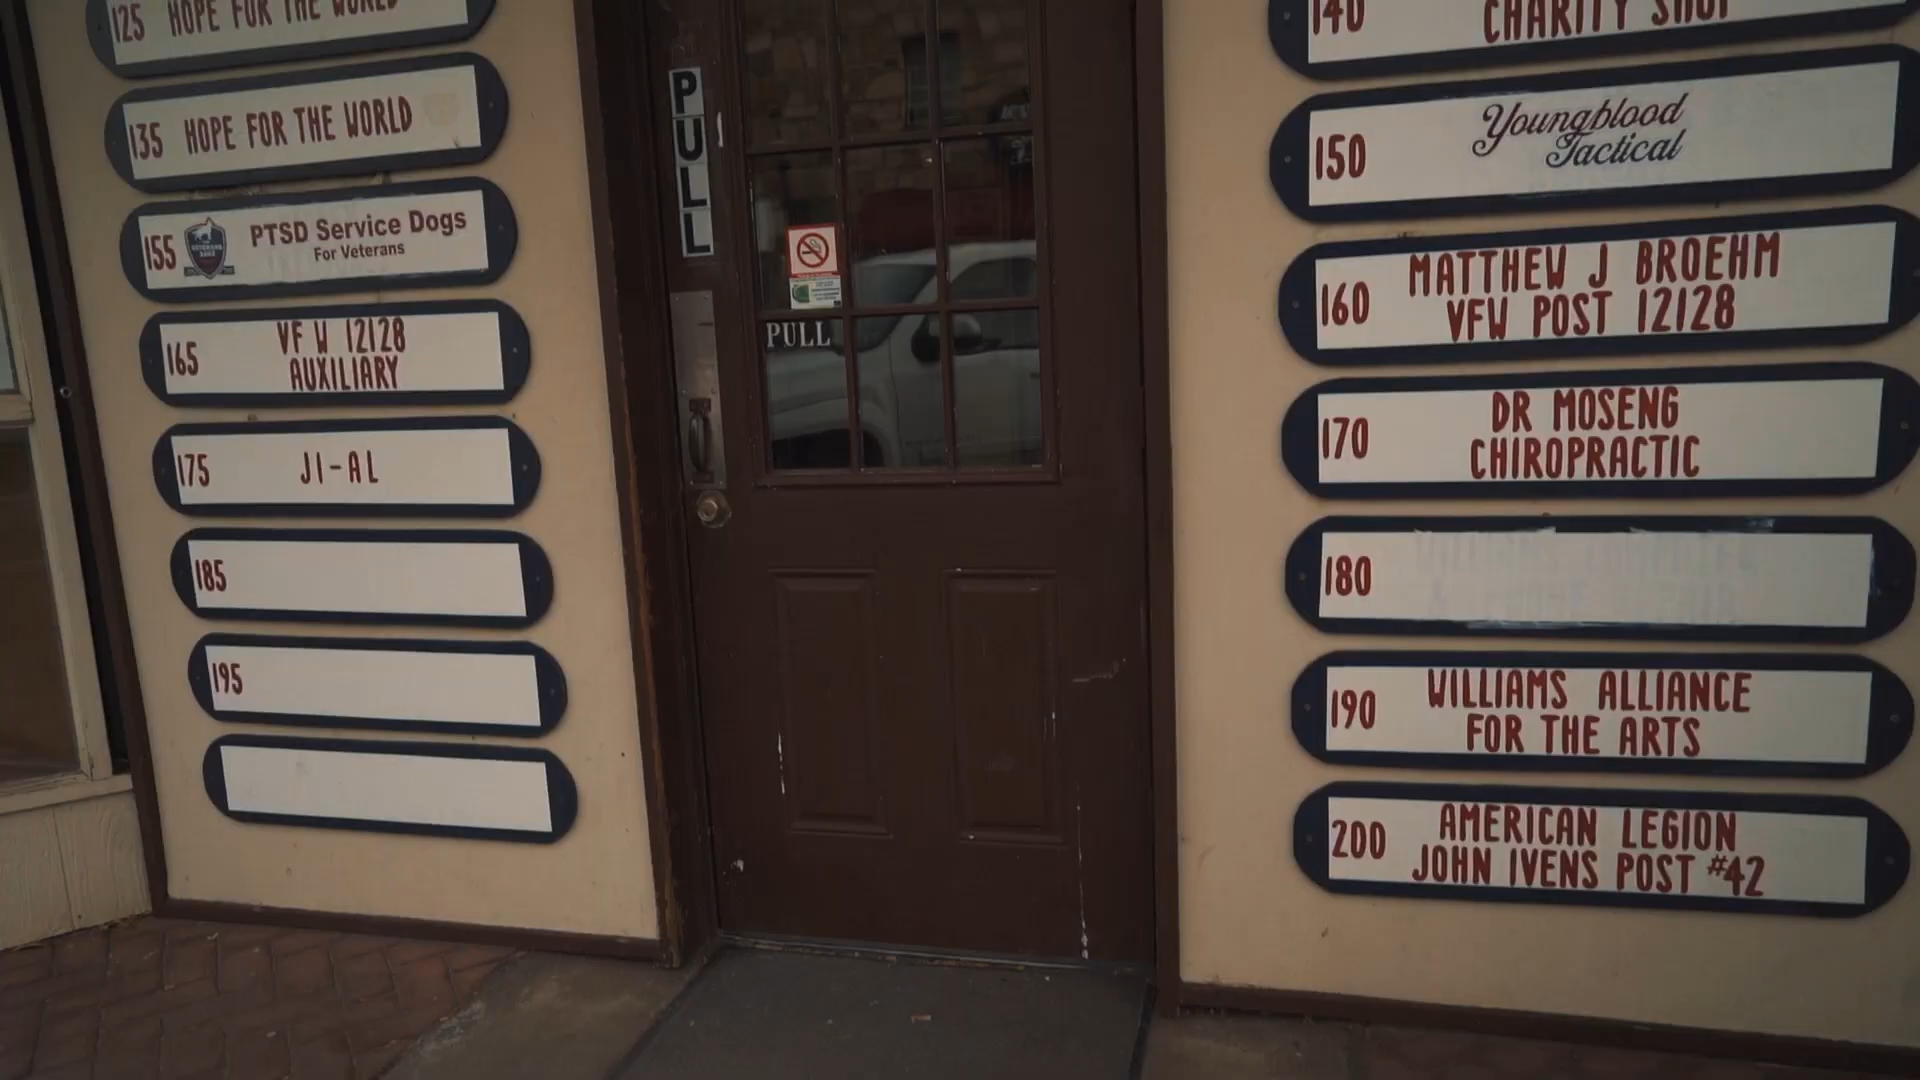 125 HOPE FOR THE WORLD
135 HOPE FOR THE WORLD
155 PTSD Service Dogs
For Veterans
165 VFW 12128
AUXILIARY
175 JI-AL
185
195
PULL
PULL
140 CHARITY SHOP
150 Youngblood
Tactical
160 MATTHEW J BROEHM
VFW POST 12128
170 DR MOSENG
CHIROPRACTIC
180
190 WILLIAMS ALLIANCE
FOR THE ARTS
200 AMERICAN LEGION
JOHN IVENS POST #42